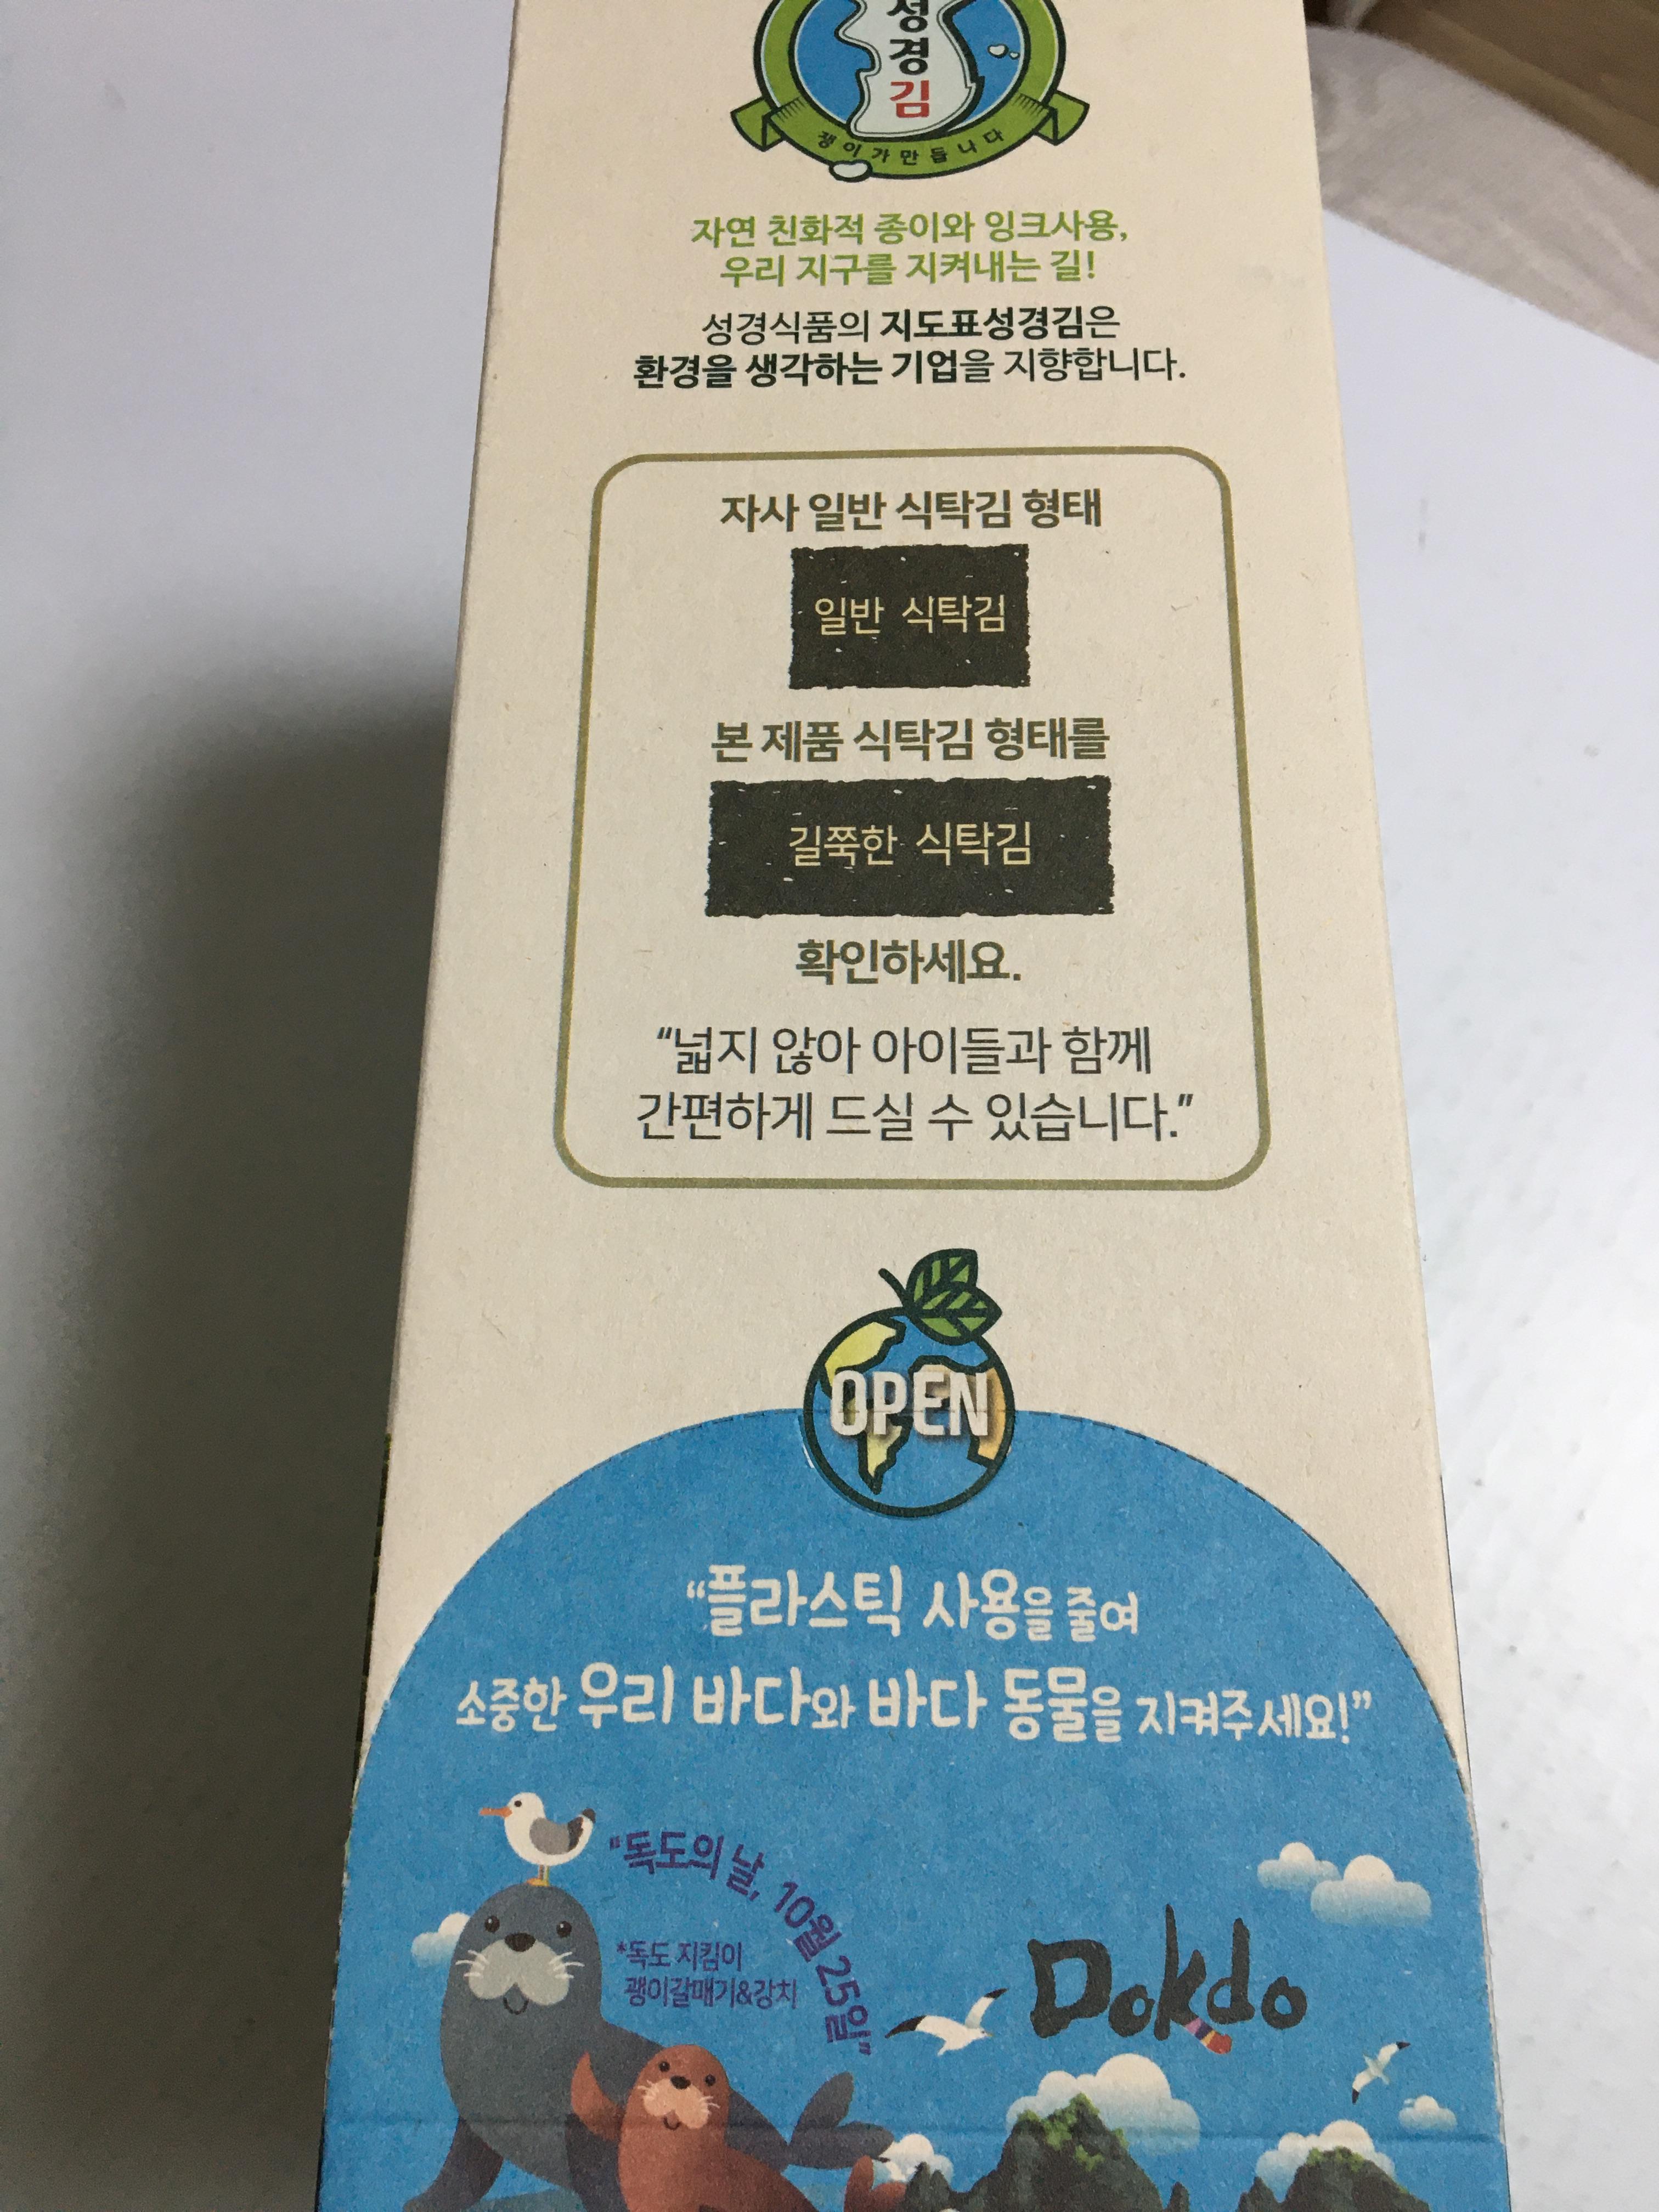 성
경
김
쟁이가만듭니다
자연 친화적 종이와 잉크사용,
우리 지구를 지켜내는 길!
성경식품의 지도표성경김은
환경을 생각하는 기업을 지향합니다.
자사 일반 식탁김 형태
일반 식탁김
본 제품 식탁김 형태를
길쭉한 식탁김
확인하세요.
“넓지 않아 아이들과 함께
간편하게 드실 수 있습니다.”
OPEN
“플라스틱 사용을 줄여
소중한 우리 바다와 바다 동물을 지켜주세요!”
“독도의 날, 10월 25일”
*독도 지킴이
괭이갈매기&강치
Dokdo